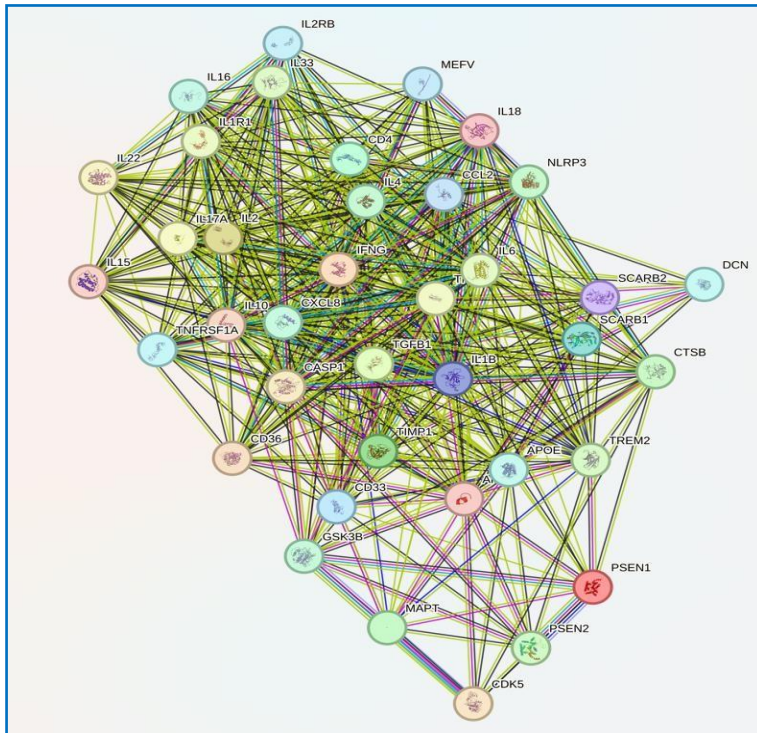 IL2RB
IL33
MEFV
IL16
IL18
IL1R1
CD4
NLRP3
IL22
IL4
CCL2
IL17A
IL2
IFNG
IL6
DCN
IL15
SCARB2
IL10
CXCL8
TNFRSF1A
SCARB1
TGFB1
IL1B
CTSB
CASP1
TIMP1
CD36
APOE
TREM2
CD33
GSK3B
PSEN1
MAPT
PSEN2
CDK5